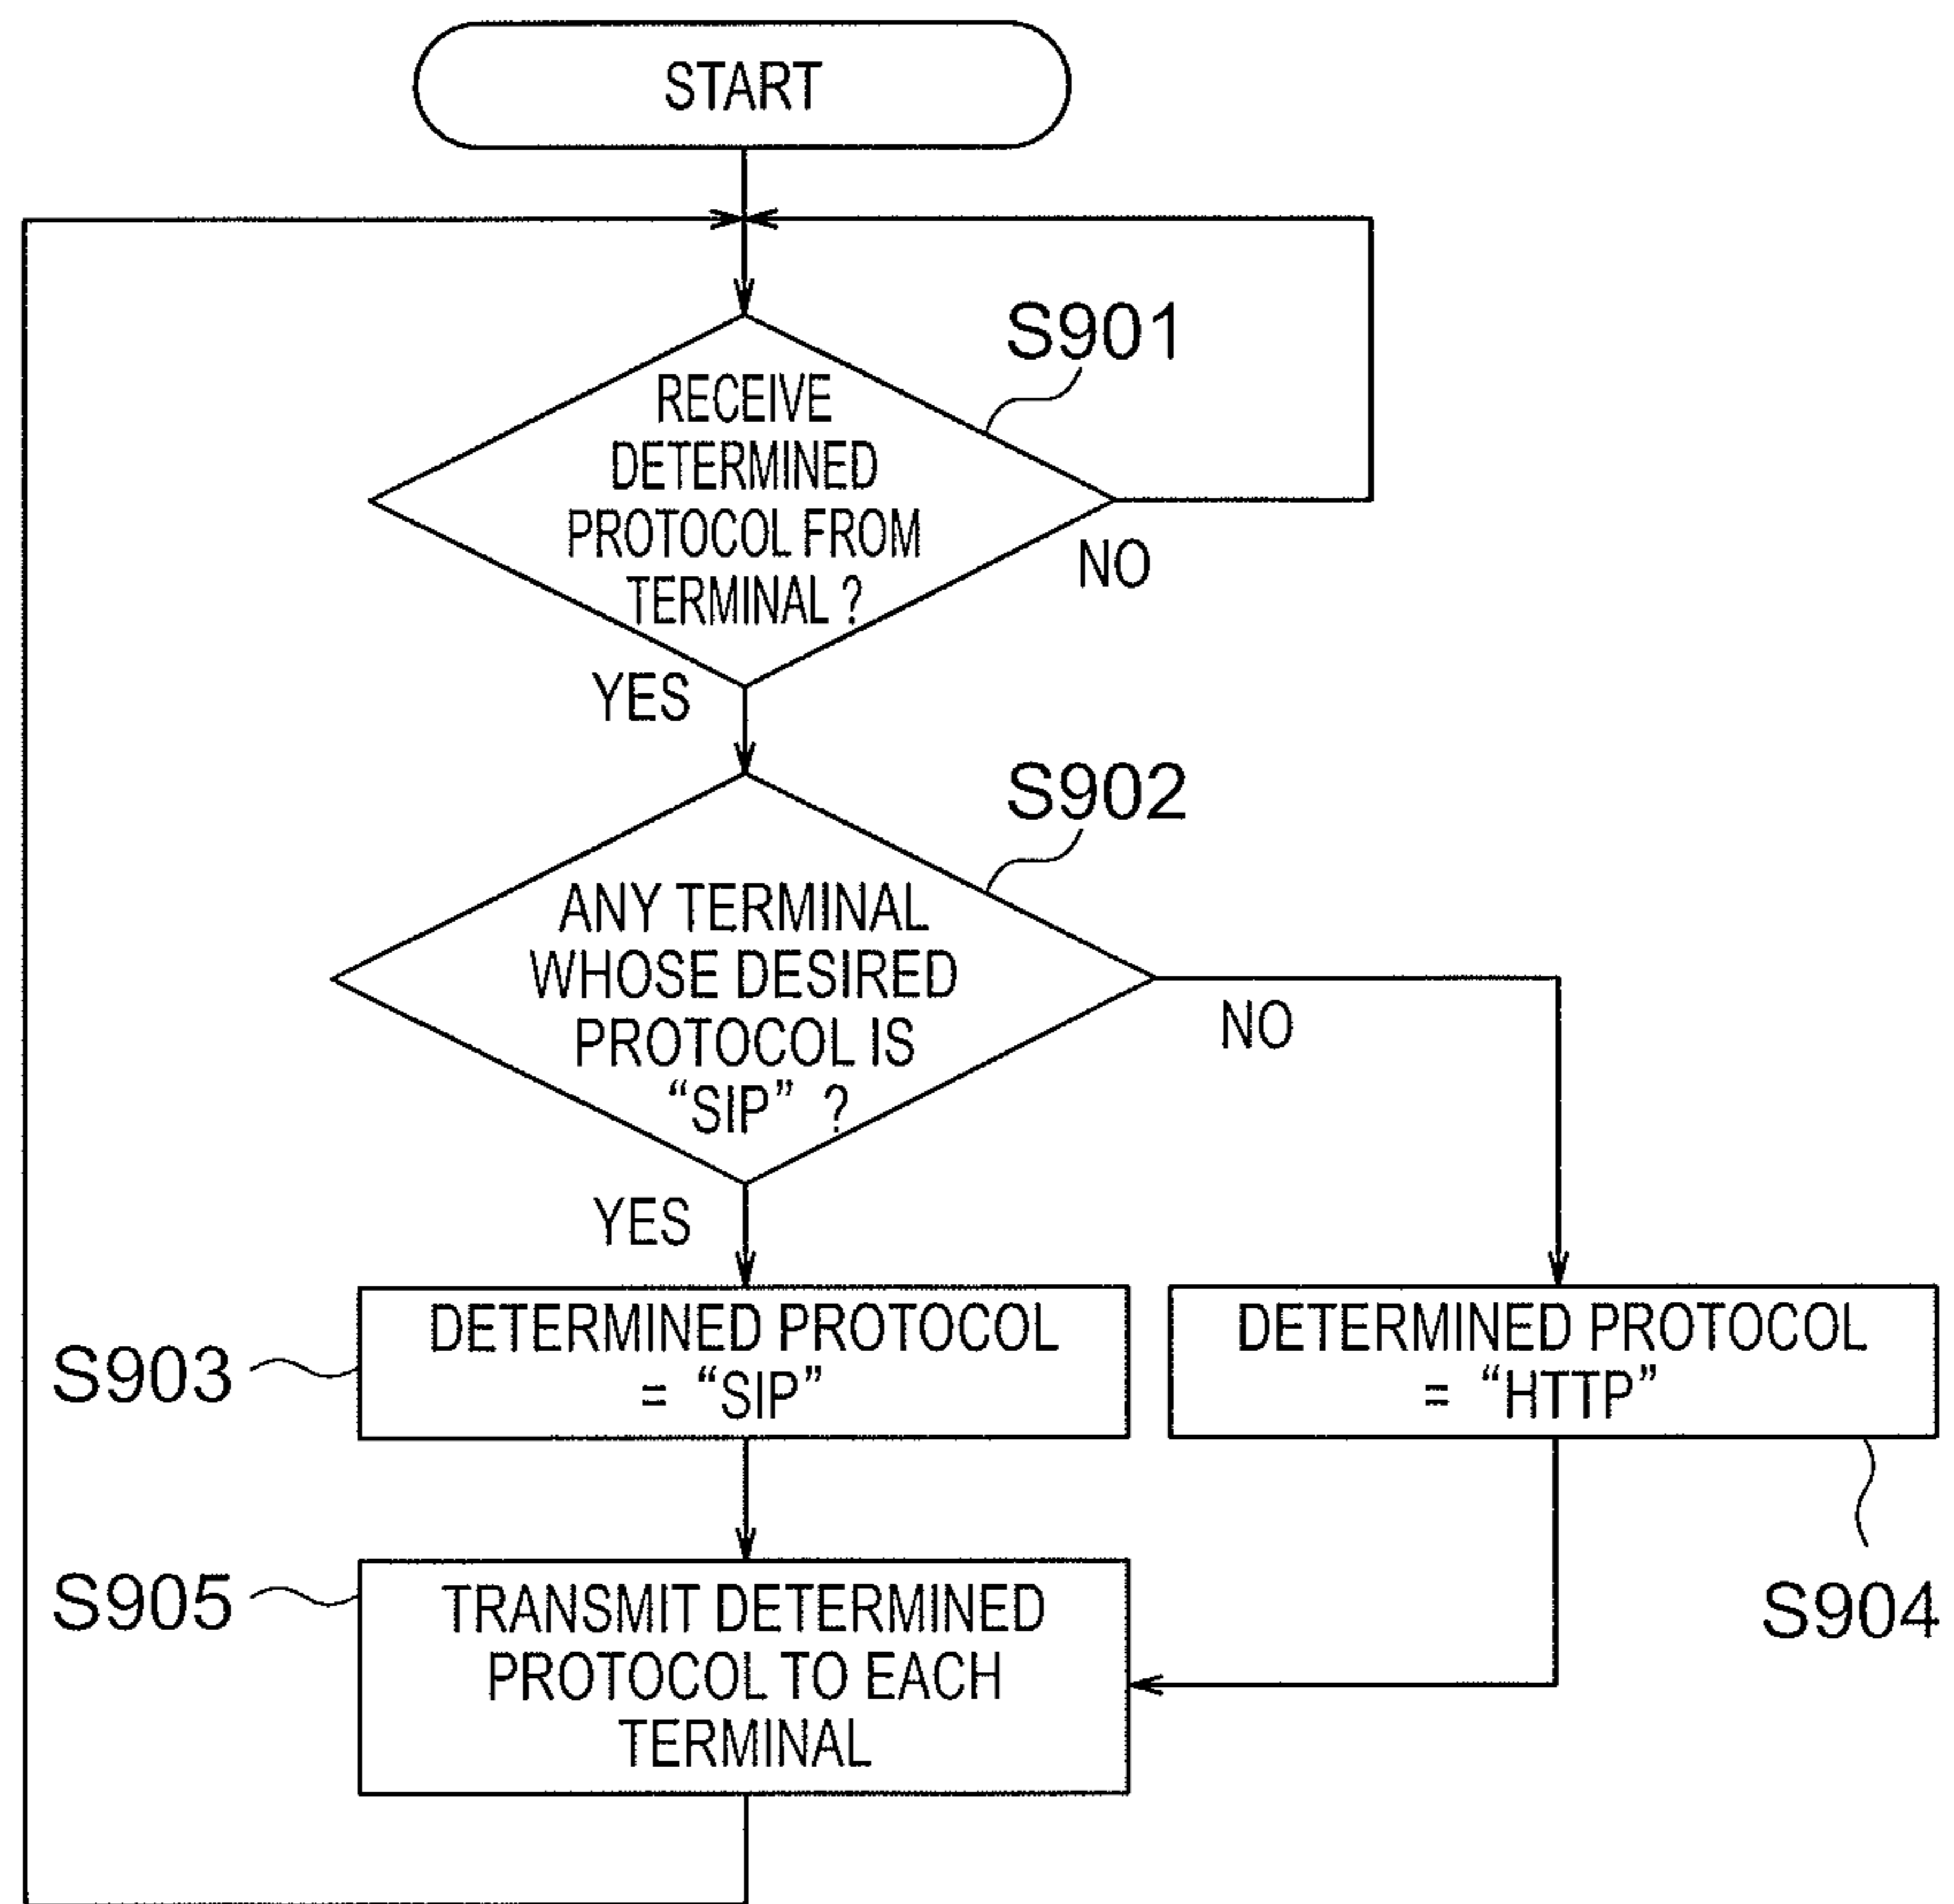 START
S901
RECEIVE
DETERMINED
PROTOCOL FROM
TERMINAL ?
NO
YES
S902
ANY TERMINAL
WHOSE DESIRED
PROTOCOL IS
“SIP” ?
NO
YES
S903
DETERMINED PROTOCOL
= “SIP”
DETERMINED PROTOCOL
= “HTTP”
S904
S905
TRANSMIT DETERMINED
PROTOCOL TO EACH
TERMINAL